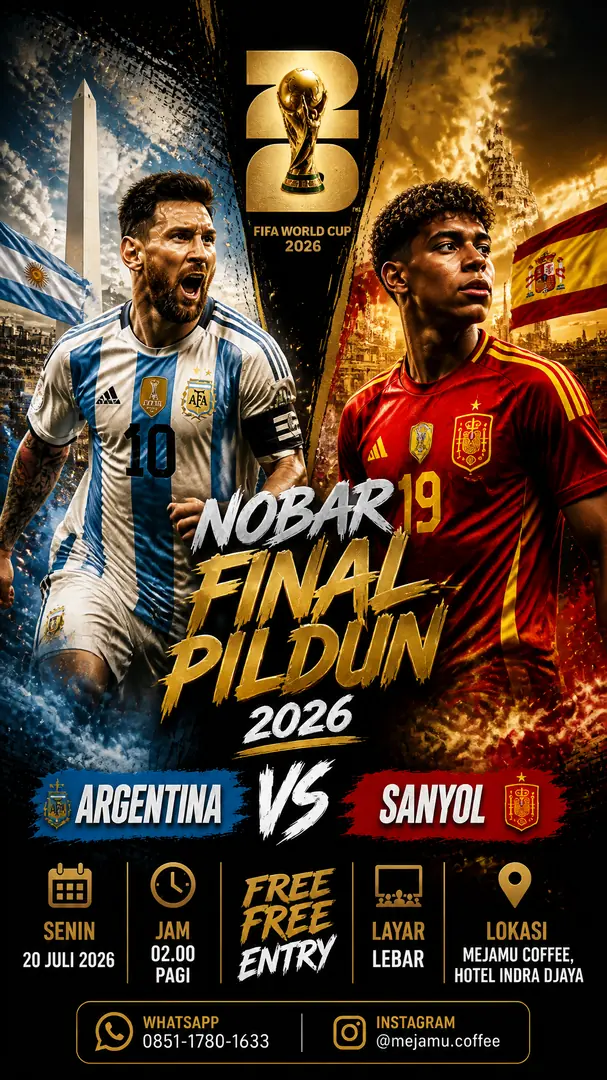 26
FIFA WORLD CUP
2026
AFA
10
19
NOBAR
FINAL
PILDUN
2026
ARGENTINA
VS
SANYOL
SENIN
20 JULI 2026
JAM
02.00
PAGI
FREE
FREE
ENTRY
LAYAR
LEBAR
LOKASI
MEJAMU COFFEE,
HOTEL INDRA DJAYA
WHATSAPP
0851-1780-1633
INSTAGRAM
@mejamu.coffee